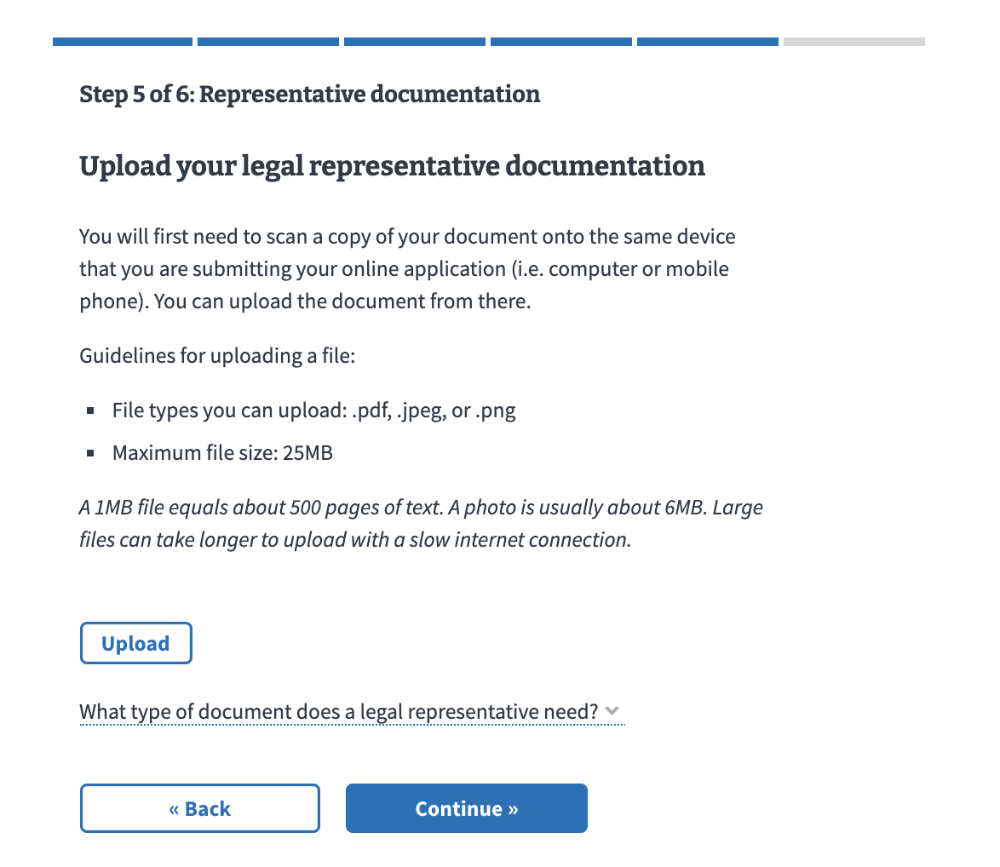 Step 5 of 6: Representative documentation
Upload your legal representative documentation
You will first need to scan a copy of your document onto the same device
that you are submitting your online application (i.e. computer or mobile
phone). You can upload the document from there.
Guidelines for uploading a file:
▪ File types you can upload: .pdf, .jpeg, or .png
▪ Maximum file size: 25MB
A 1MB file equals about 500 pages of text. A photo is usually about 6MB. Large
files can take longer to upload with a slow internet connection.
Upload
What type of document does a legal representative need?
« Back
Continue »